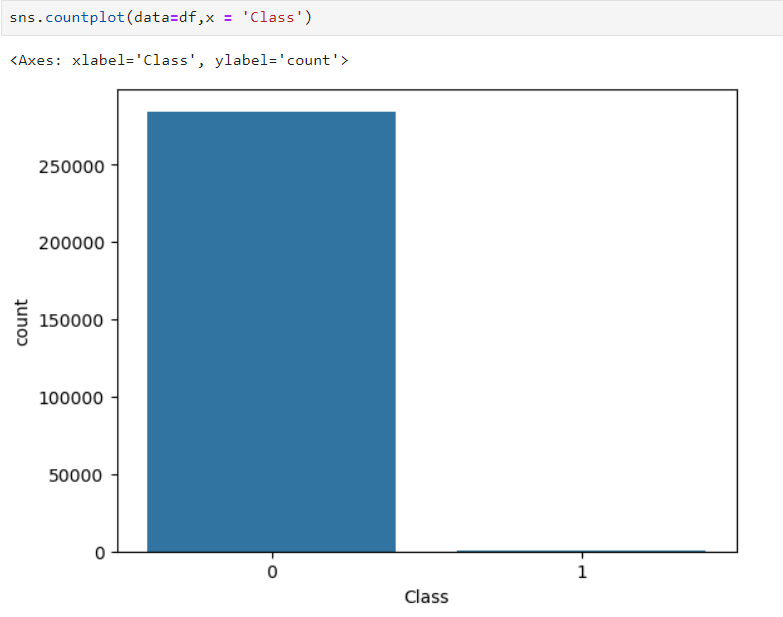 sns.countplot(data=df,x = 'Class')
<Axes: xlabel='Class', ylabel='count'>
250000
200000
150000
100000
50000
0
count
0 1
Class